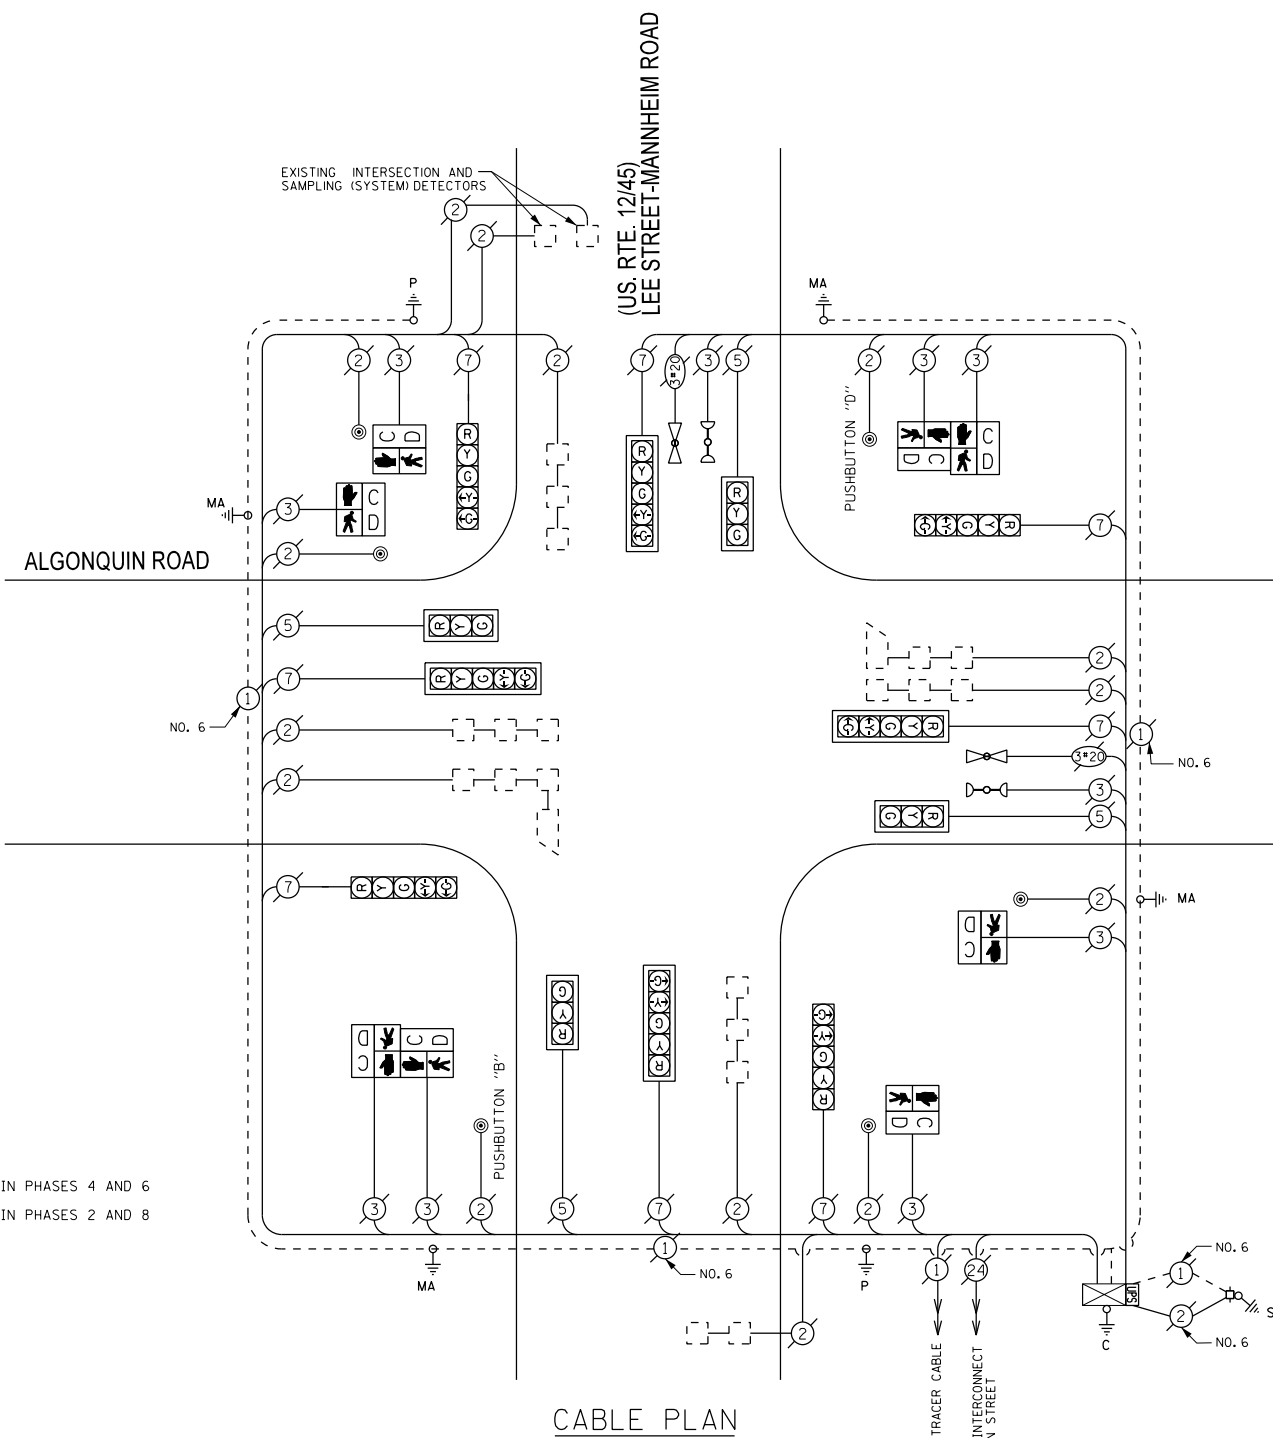 (US. RTE. 12/45)
LEE STREET-MANNHEIM ROAD
EXISTING INTERSECTION AND
SAMPLING (SYSTEM) DETECTORS
2
2
P
MA
2
3
7
2
7
3#20
3
5
2
3
3
C D
R
Y
G
Y
G
R
Y
G
Y
G
R
Y
G
PUSHBUTTON "D"
D C
C
D
MA
3
C
D
2
G Y G Y R
7
ALGONQUIN ROAD
5
R Y G
7
R Y G Y G
1
NO. 6
2
2
2
2
G Y G Y R
7
1
NO. 6
3#20
3
G Y R
5
7
R Y G Y G
2
MA
D
C
3
G
Y
R
G
Y
G
Y
R
G
Y
G
Y
R
D
C
C D
PUSHBUTTON "B"
C
D
IN PHASES 4 AND 6
IN PHASES 2 AND 8
3
3
2
5
7
2
7
2
3
MA
1
NO. 6
P
1
24
UPS
C
1
NO. 6
2
NO. 6
S
2
TRACER CABLE
INTERCONNECT
N STREET
CABLE PLAN